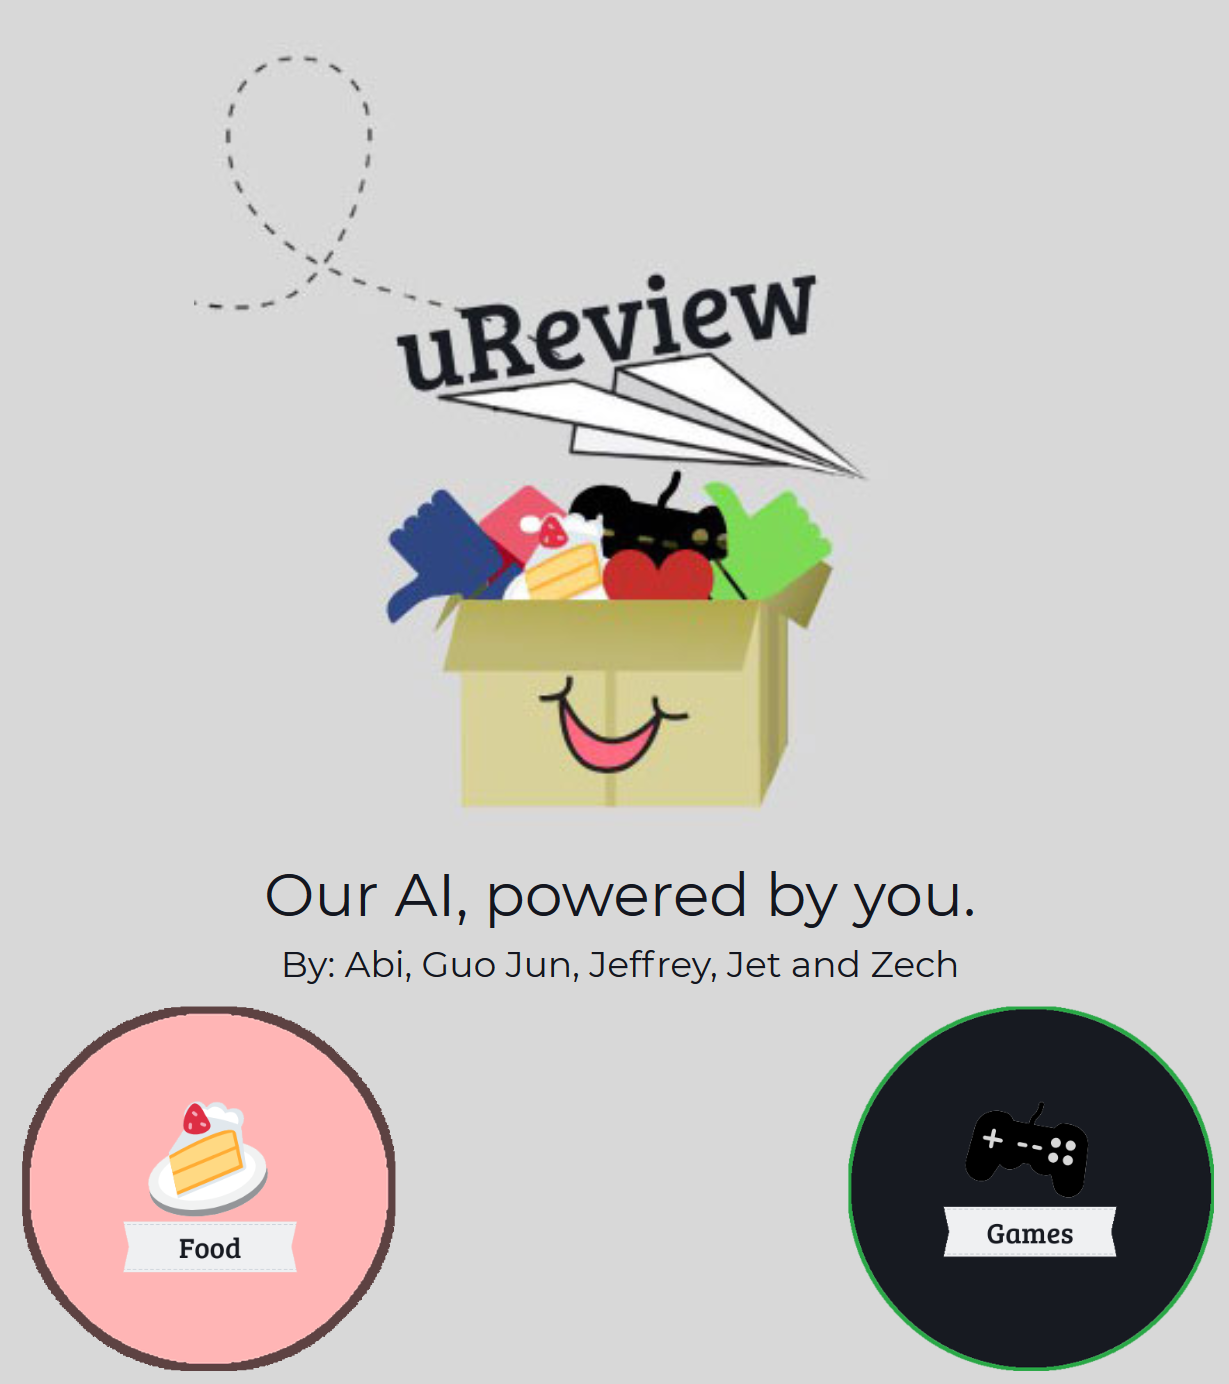 uReview
Our AI, powered by you.
By: Abi, Guo Jun, Jeffrey, Jet and Zech
Food
Games